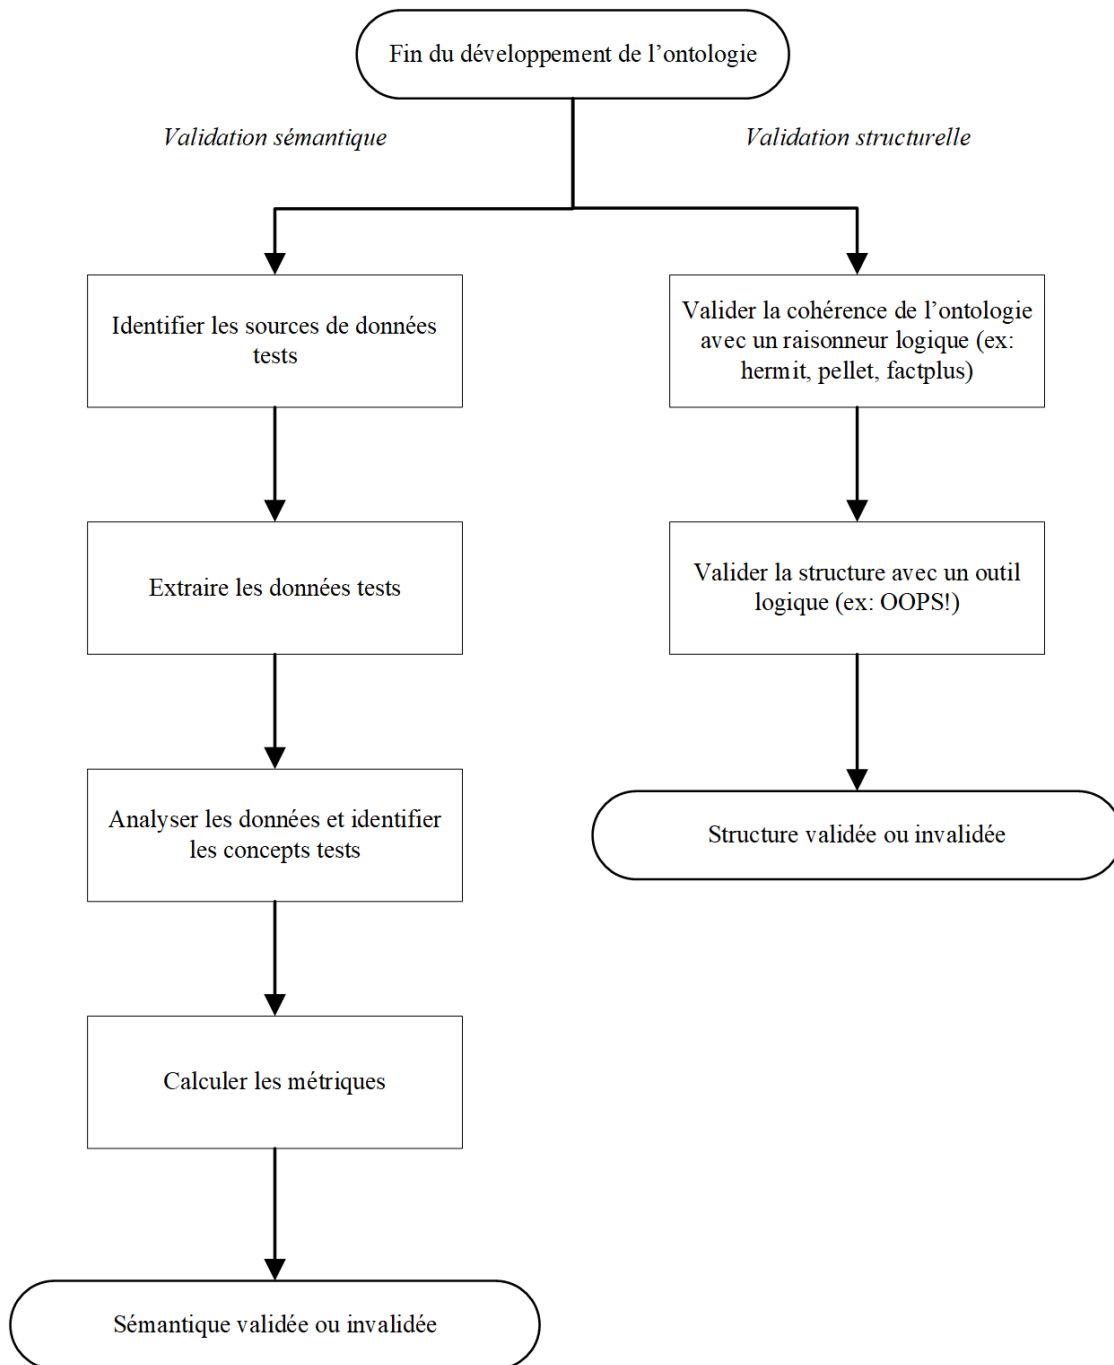 Fin du développement de l’ontologie
Validation sémantique
Validation structurelle
Identifier les sources de données
tests
Valider la cohérence de l’ontologie
avec un raisonneur logique (ex:
hermit, pellet, factplus)
Extraire les données tests
Valider la structure avec un outil
logique (ex: OOPS!)
Analyser les données et identifier
les concepts tests
Structure validée ou invalidée
Calculer les métriques
Sémantique validée ou invalidée